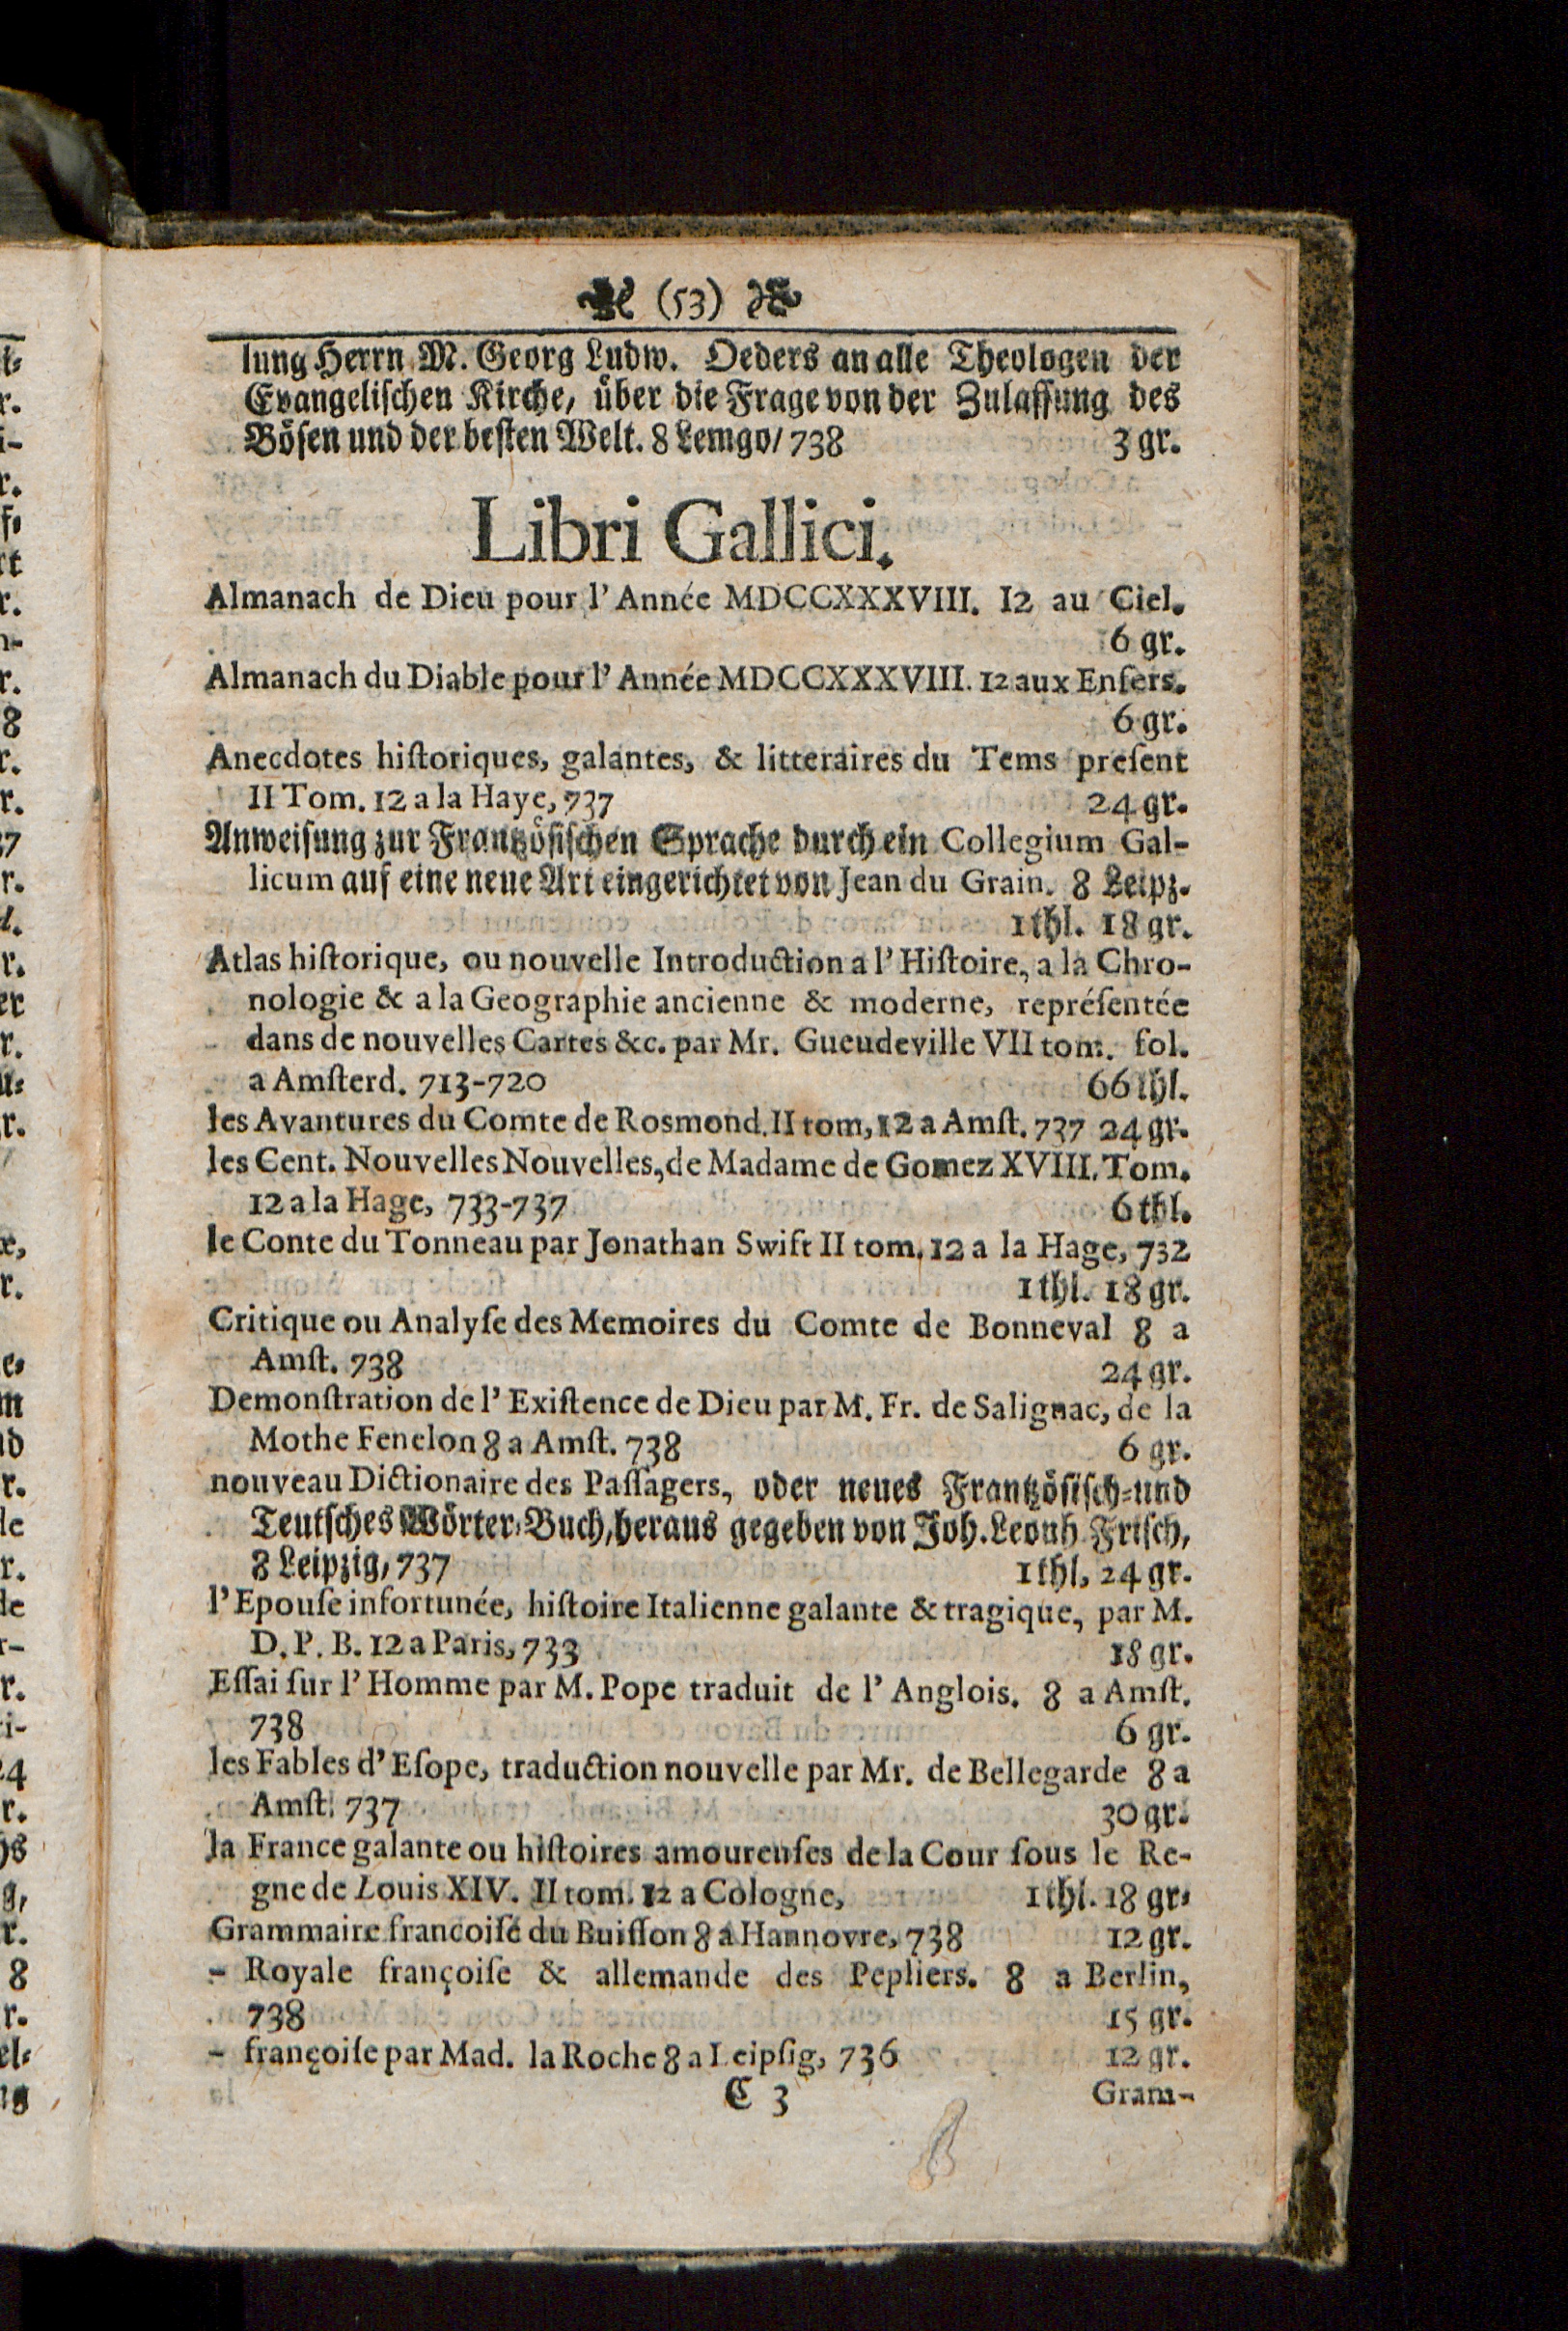 (53)
lung Herrn M. Georg Ludw. Oeders an alle Theologen der
Evangelischen Kirche, über die Frage von der Zulassung des
Bösen und der besten Welt. 8 Lemgo/ 738 3 gr.
Libri Gallici.
Almanach de Dieu pour l' Année MDCCXXXVIII. 12 au Ciel.
6 gr.
Almanach du Diable pour l' Année MDCCXXXVIII. 12 aux Enfers.
6 gr.
Anecdotes hiſtoriques, galantes, & litteraires du Tems preſent
II Tom. 12 a la Haye, 737 24 gr.
Anweisung zur Frantzösischen Sprache durch ein Collegium Gal-
licum auf eine neue Art eingerichtet von Jean du Grain. 8 Leipz.
1 thl. 18 gr.
Atlas hiſtorique, ou nouvelle Introduction a l' Hiſtoire, a la Chro-
nologie & a la Geographie ancienne & moderne, repréſentée
dans de nouvelles Cartes &c. par Mr. Gueudeville VII tom. fol.
a Amſterd. 713-720 66 thl.
les Avantures du Comte de Rosmond. II tom, 12 a Amſt. 737 24 gr.
les Cent. Nouvelles Nouvelles, de Madame de Gomez XVIII. Tom.
12 a la Hage, 733-737 6 thl.
le Conte du Tonneau par Jonathan Swift II tom. 12 a la Hage, 732
1 thl. 18 gr.
Critique ou Analyſe des Memoires du Comte de Bonneval 8 a
Amſt. 738 24 gr.
Demonſtration de l' Exiſtence de Dieu par M. Fr. de Salignac, de la
Mothe Fenelon 8 a Amſt. 738 6 gr.
nouveau Dictionaire des Paſſagers, oder neues Frantzösisch-und
Teutsches Wörter-Buch, heraus gegeben von Joh. Leonh Frisch,
8 Leipzig, 737 1 thl, 24 gr.
l' Epouſe infortunée, hiſtoire Italienne galante & tragique, par M.
D. P. B. 12 a Paris, 733 18 gr.
Eſſai ſur l' Homme par M. Pope traduit de l' Anglois. 8 a Amſt.
738 6 gr.
les Fables d' Eſope, traduction nouvelle par Mr. de Bellegarde 8 a
Amſt. 737 30 gr.
la France galante ou hiſtoires amoureuſes de la Cour ſous le Re-
gne de Louis XIV. II tom. 12 a Cologne, 1 thl. 18 gr.
Grammaire francoiſe du Buiſſon 8 a Hannovre, 738 12 gr.
- Royale françoiſe & allemande des Pepliers. 8 a Berlin,
738 15 gr.
- françoiſe par Mad. la Roche 8 a Leipſig, 736 12 gr.
C 3 Gram-